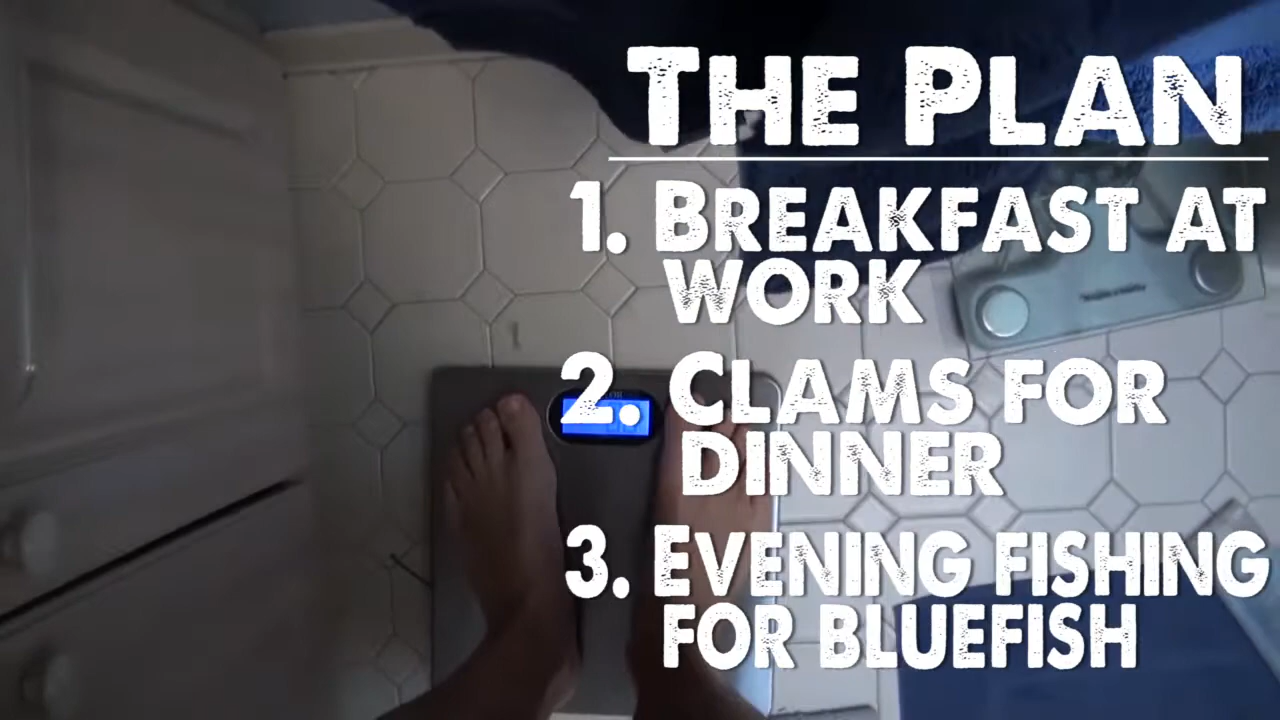 THE PLAN
1. BREAKFAST AT
WORK
2. CLAMS FOR
DINNER
3. EVENING FISHING
FOR BLUEFISH